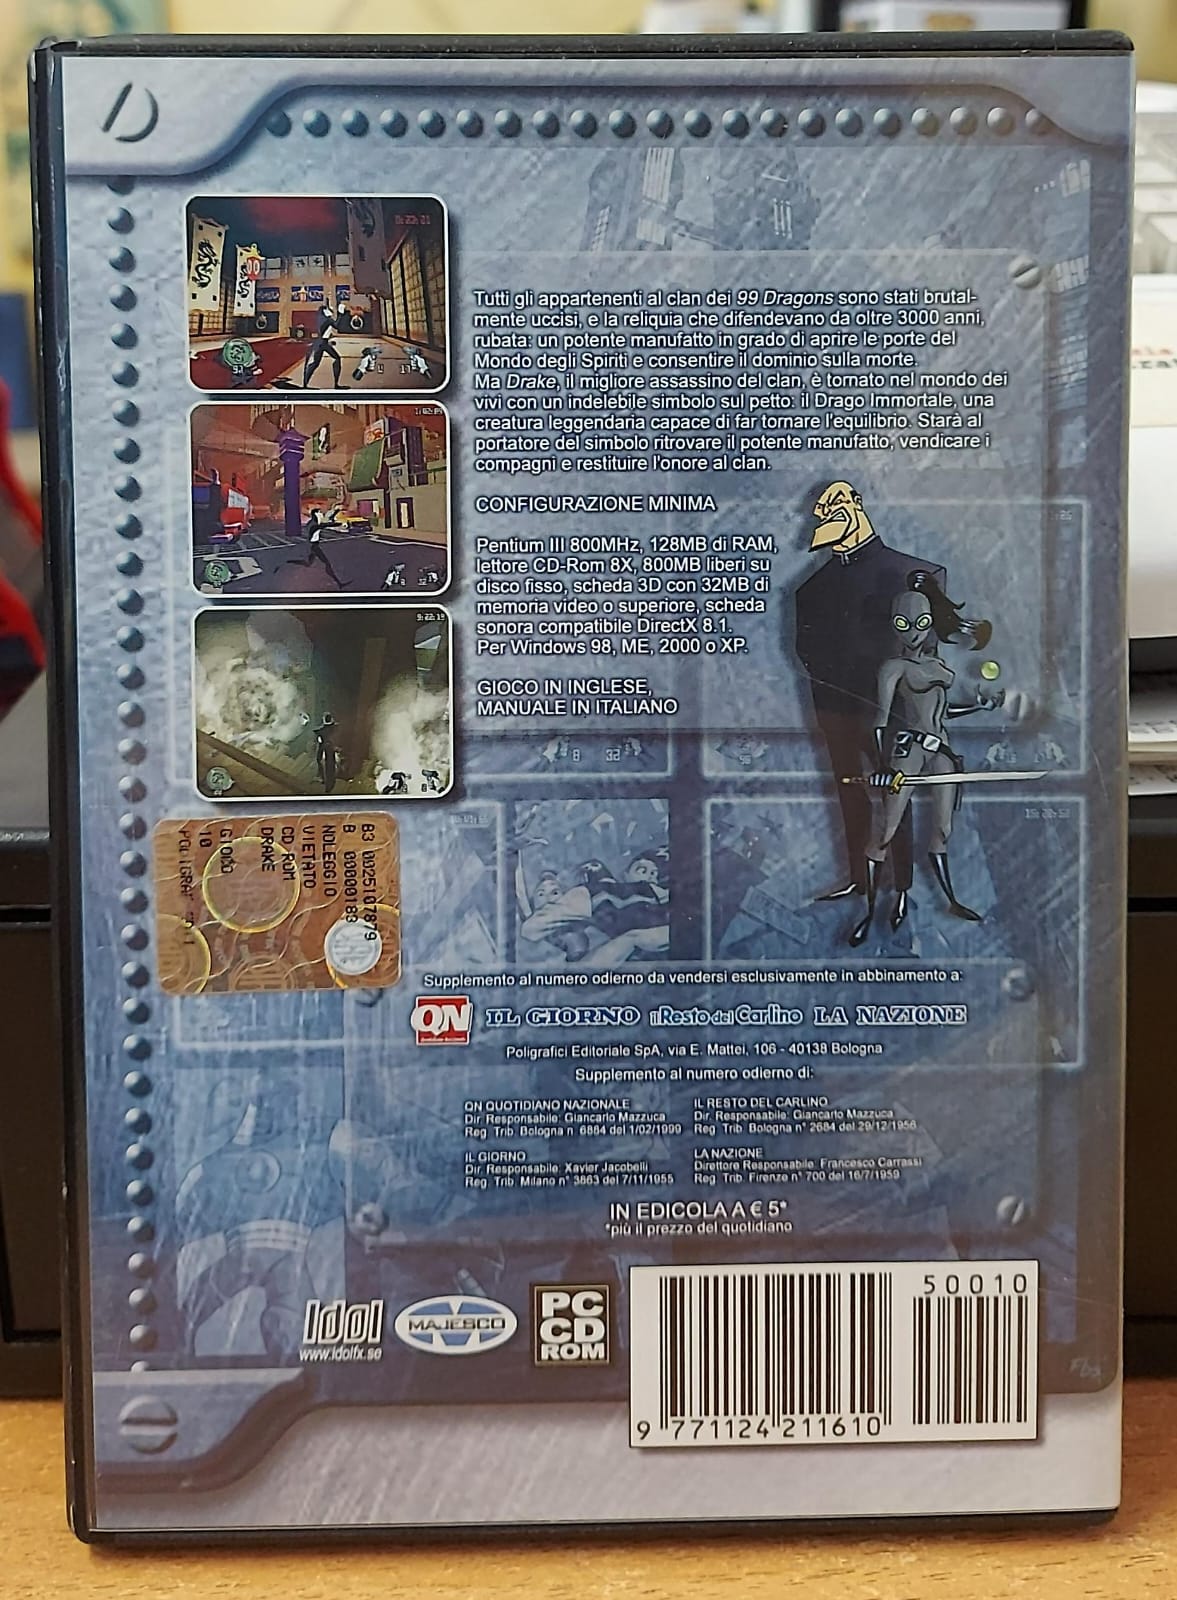 Tutti gli appartenenti al clan dei 99 Dragons sono stati brutal-
mente uccisi, e la reliquia che difendevano da oltre 3000 anni,
rubata: un potente manufatto in grado di aprire le porte del
Mondo degli Spiriti e consentire il dominio sulla morte.
Ma Drake, il migliore assassino del clan, è tornato nel mondo dei
vivi con un indelebile simbolo sul petto: il Drago Immortale, una
creatura leggendaria capace di far tornare l'equilibrio. Starà al
portatore del simbolo ritrovare il potente manufatto, vendicare i
compagni e restituire l'onore al clan.
CONFIGURAZIONE MINIMA
Pentium III 800MHz, 128MB di RAM,
lettore CD-Rom 8X, 800MB liberi su
disco fisso, scheda 3D con 32MB di
memoria video o superiore, scheda
sonora compatibile DirectX 8.1.
Per Windows 98, ME, 2000 o XP.
GIOCO IN INGLESE,
MANUALE IN ITALIANO
B3 0025107879
B 00000183
NOLEGGIO
VIETATO
CD ROM
DRAKE
GIOCO
10
Supplemento al numero odierno da vendersi esclusivamente in abbinamento a:
QN IL GIORNO il Resto del Carlino LA NAZIONE
Poligrafici Editoriale SpA, via E. Mattei, 106 - 40138 Bologna
Supplemento al numero odierno di:
QN QUOTIDIANO NAZIONALE
Dir. Responsabile: Giancarlo Mazzuca
Reg. Trib. Bologna n. 6884 del 1/02/1999
IL RESTO DEL CARLINO
Dir. Responsabile: Giancarlo Mazzuca
Reg. Trib. Bologna n° 2684 del 29/12/1956
IL GIORNO
Dir. Responsabile: Xavier Jacobelli
Reg. Trib. Milano n° 3863 del 7/11/1955
LA NAZIONE
Direttore Responsabile: Francesco Carrassi
Reg. Trib. Firenze n° 700 del 16/7/1959
IN EDICOLA A € 5*
*più il prezzo del quotidiano
Idol
www.idolfx.se
MAJESCO
PC
CD
ROM
50010
9 771124 211610